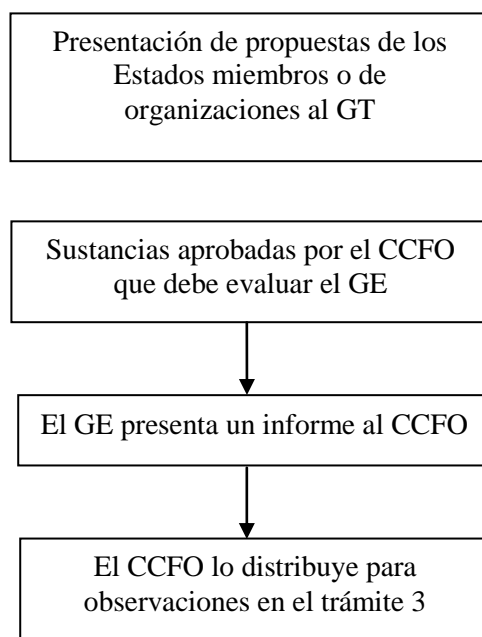 Presentación de propuestas de los
Estados miembros o de
organizaciones al GT
Sustancias aprobadas por el CCFO
que debe evaluar el GE
El GE presenta un informe al CCFO
El CCFO lo distribuye para
observaciones en el trámite 3